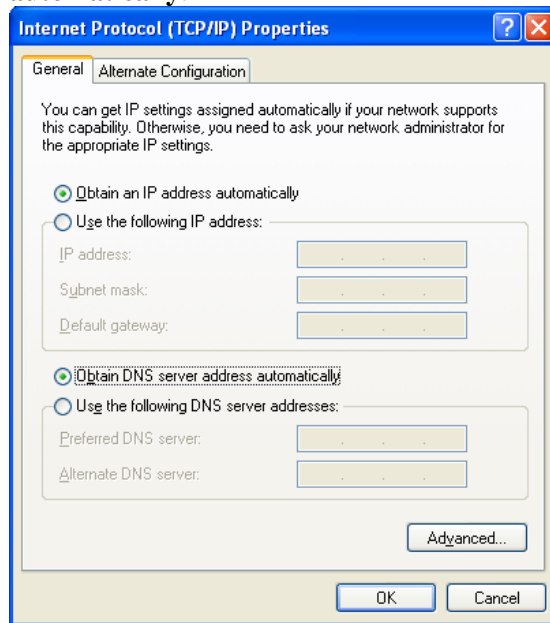 automatically.
Internet Protocol (TCP/IP) Properties
General
Alternate Configuration
You can get IP settings assigned automatically if your network supports
this capability. Otherwise, you need to ask your network administrator for
the appropriate IP settings.
Obtain an IP address automatically
Use the following IP address:
IP address:
Subnet mask:
Default gateway:
Obtain DNS server address automatically
Use the following DNS server addresses:
Preferred DNS server:
Alternate DNS server:
Advanced...
OK
Cancel